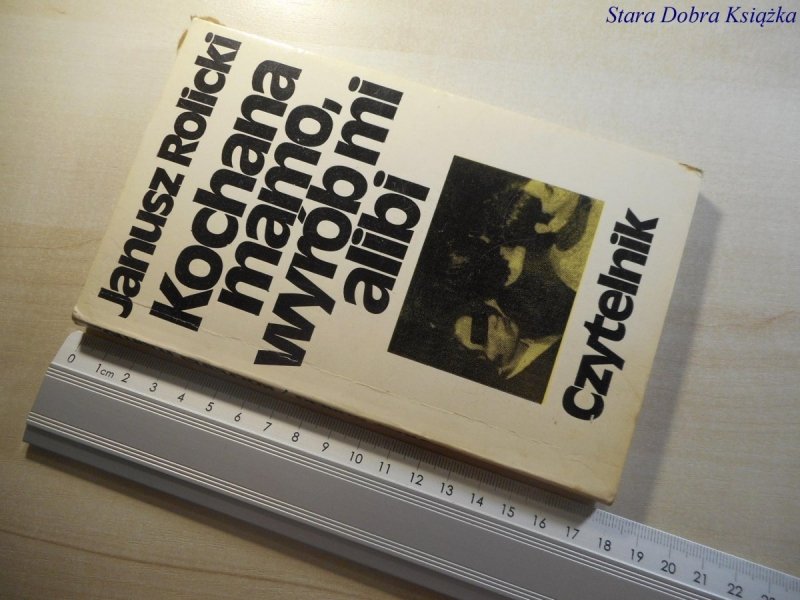 Stara Dobra Książka
Janusz Rolicki
Kochana
mamo,
wyrób mi
alibi
Czytelnik
0 1cm 2 3 4 5 6 7 8 9 10 11 12 13 14 15 16 17 18 19 20 21 22